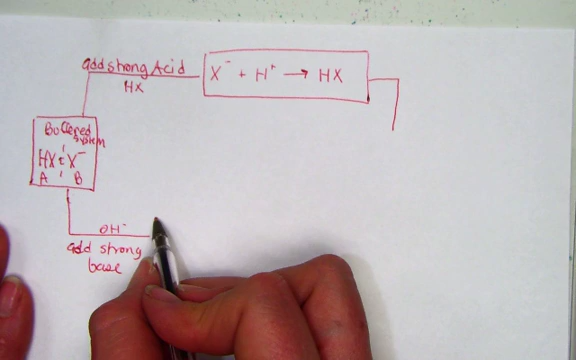 add strong Acid
HX
X⁻ + H⁺ → HX
Buffered
System
HX : X⁻
A B
OH⁻
add strong
base